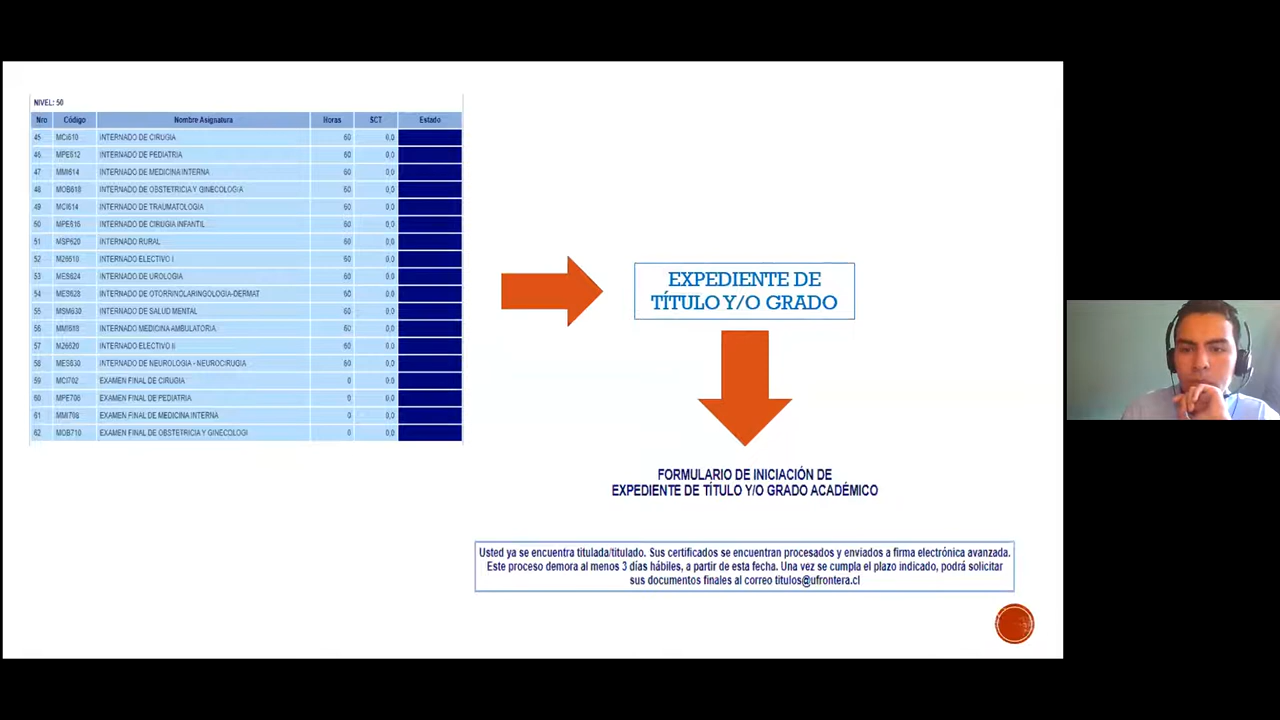 NIVEL: 50
Nro Código Nombre Asignatura Horas SCT Estado
45 MCI610 INTERNADO DE CIRUGIA 60 0,0
46 MPE612 INTERNADO DE PEDIATRIA 60 0,0
47 MMI614 INTERNADO DE MEDICINA INTERNA 60 0,0
48 MOB618 INTERNADO DE OBSTETRICIA Y GINECOLOGIA 60 0,0
49 MCI614 INTERNADO DE TRAUMATOLOGIA 60 0,0
50 MPE616 INTERNADO DE CIRUGIA INFANTIL 60 0,0
51 MSP620 INTERNADO RURAL 60 0,0
52 M26510 INTERNADO ELECTIVO I 60 0,0
53 MES624 INTERNADO DE UROLOGIA 60 0,0
54 MES628 INTERNADO DE OTORRINOLARINGOLOGIA-DERMAT 60 0,0
55 MSM630 INTERNADO DE SALUD MENTAL 60 0,0
56 INTERNADO MEDICINA AMBULATORIA 60 0,0
57 M26520 INTERNADO ELECTIVO II 60 0,0
58 MES630 INTERNADO DE NEUROLOGIA - NEUROCIRUGIA 60 0,0
59 MCI702 EXAMEN FINAL DE CIRUGIA 0 0,0
60 MPE706 EXAMEN FINAL DE PEDIATRIA 0 0,0
61 MMI708 EXAMEN FINAL DE MEDICINA INTERNA 0 0,0
62 MOB710 EXAMEN FINAL DE OBSTETRICIA Y GINECOLOGI 0 0,0
EXPEDIENTE DE
TÍTULO Y/O GRADO
FORMULARIO DE INICIACIÓN DE
EXPEDIENTE DE TÍTULO Y/O GRADO ACADÉMICO
Usted ya se encuentra titulada/titulado. Sus certificados se encuentran procesados y enviados a firma electrónica avanzada.
Este proceso demora al menos 3 días hábiles, a partir de esta fecha. Una vez se cumpla el plazo indicado, podrá solicitar
sus documentos finales al correo titulos@ufrontera.cl